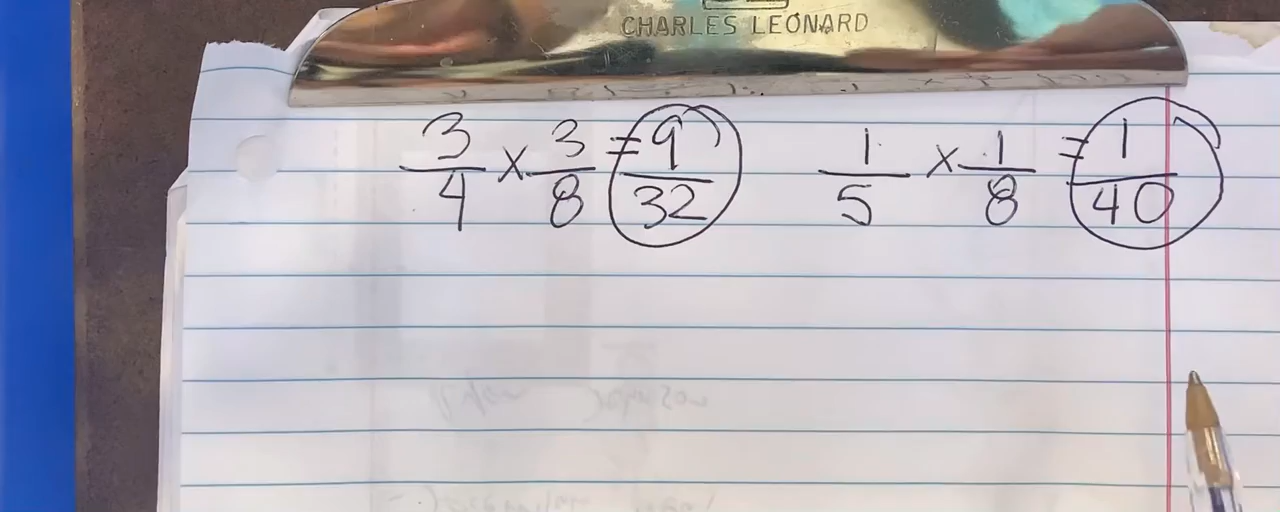 CHARLES LEONARD
3/4 x 3/8 = 9/32
1/5 x 1/8 = 1/40